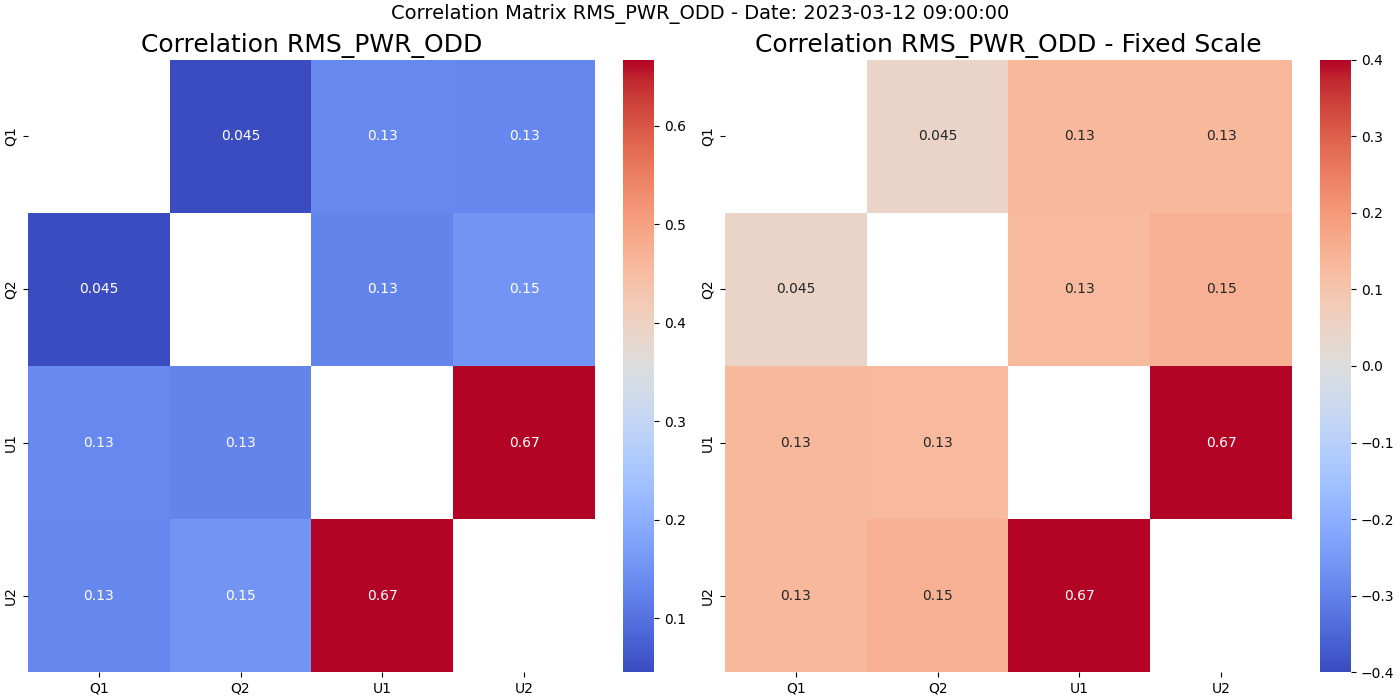 Correlation Matrix RMS_PWR_ODD - Date: 2023-03-12 09:00:00
Correlation RMS_PWR_ODD
Q1
0.045
0.13
0.13
Q2
0.045
0.13
0.15
U1
0.13
0.13
0.67
U2
0.13
0.15
0.67
Q1
Q2
U1
U2
0.6
0.5
0.4
0.3
0.2
0.1
Correlation RMS_PWR_ODD - Fixed Scale
Q1
0.045
0.13
0.13
Q2
0.045
0.13
0.15
U1
0.13
0.13
0.67
U2
0.13
0.15
0.67
Q1
Q2
U1
U2
0.4
0.3
0.2
0.1
0.0
−0.1
−0.2
−0.3
−0.4